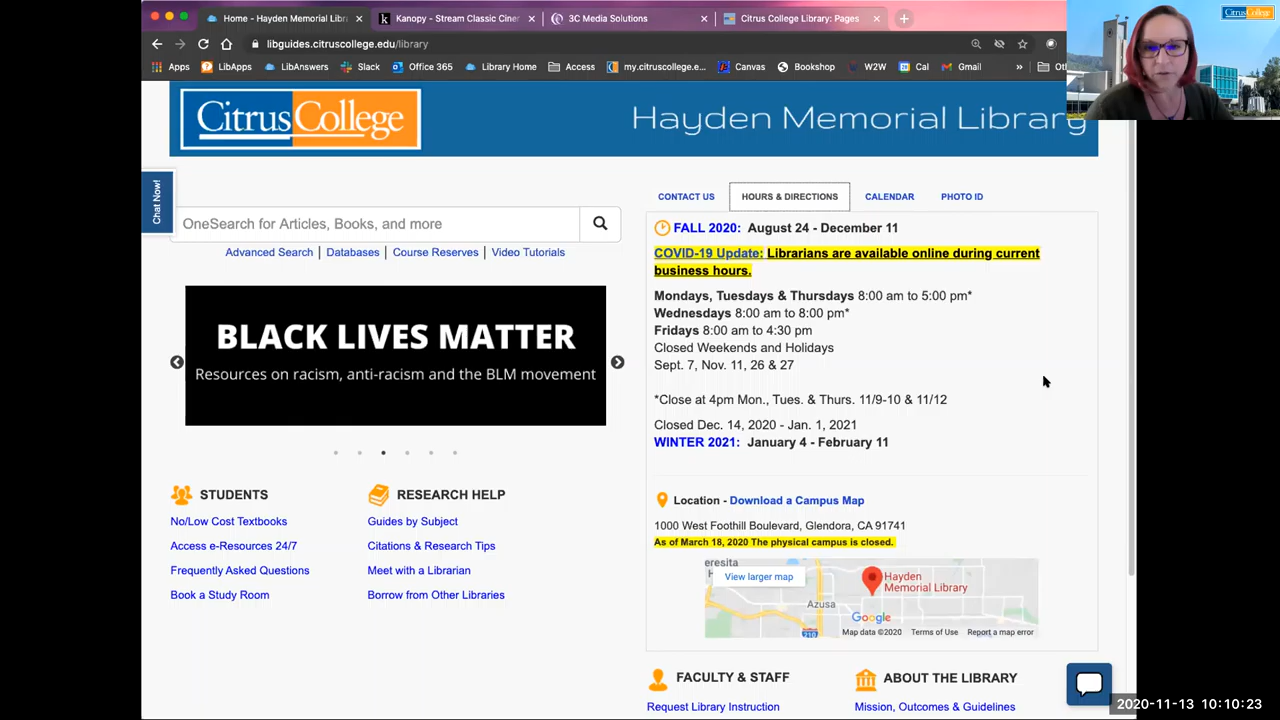 Home - Hayden Memorial Libr
Kanopy - Stream Classic Ciner
3C Media Solutions
Citrus College Library: Pages
libguides.citruscollege.edu/library
Apps
LibApps
LibAnswers
Slack
Office 365
Library Home
Access
my.citruscollege.e...
Canvas
Bookshop
W2W
Cal
Gmail
»
Ot
CitrusCollege
CitrusCollege
Hayden Memorial Library
Chat Now!
OneSearch for Articles, Books, and more
Advanced Search | Databases | Course Reserves | Video Tutorials
BLACK LIVES MATTER
Resources on racism, anti-racism and the BLM movement
STUDENTS
No/Low Cost Textbooks
Access e-Resources 24/7
Frequently Asked Questions
Book a Study Room
RESEARCH HELP
Guides by Subject
Citations & Research Tips
Meet with a Librarian
Borrow from Other Libraries
CONTACT US
HOURS & DIRECTIONS
CALENDAR
PHOTO ID
FALL 2020: August 24 - December 11
COVID-19 Update: Librarians are available online during current
business hours.
Mondays, Tuesdays & Thursdays 8:00 am to 5:00 pm*
Wednesdays 8:00 am to 8:00 pm*
Fridays 8:00 am to 4:30 pm
Closed Weekends and Holidays
Sept. 7, Nov. 11, 26 & 27
*Close at 4pm Mon., Tues. & Thurs. 11/9-10 & 11/12
Closed Dec. 14, 2020 - Jan. 1, 2021
WINTER 2021: January 4 - February 11
Location - Download a Campus Map
1000 West Foothill Boulevard, Glendora, CA 91741
As of March 18, 2020 The physical campus is closed.
eresita
H
View larger map
Hayden
Memorial Library
Azusa
210
Google
Map data ©2020
Terms of Use
Report a map error
FACULTY & STAFF
Request Library Instruction
ABOUT THE LIBRARY
Mission, Outcomes & Guidelines
2020-11-13 10:10:23